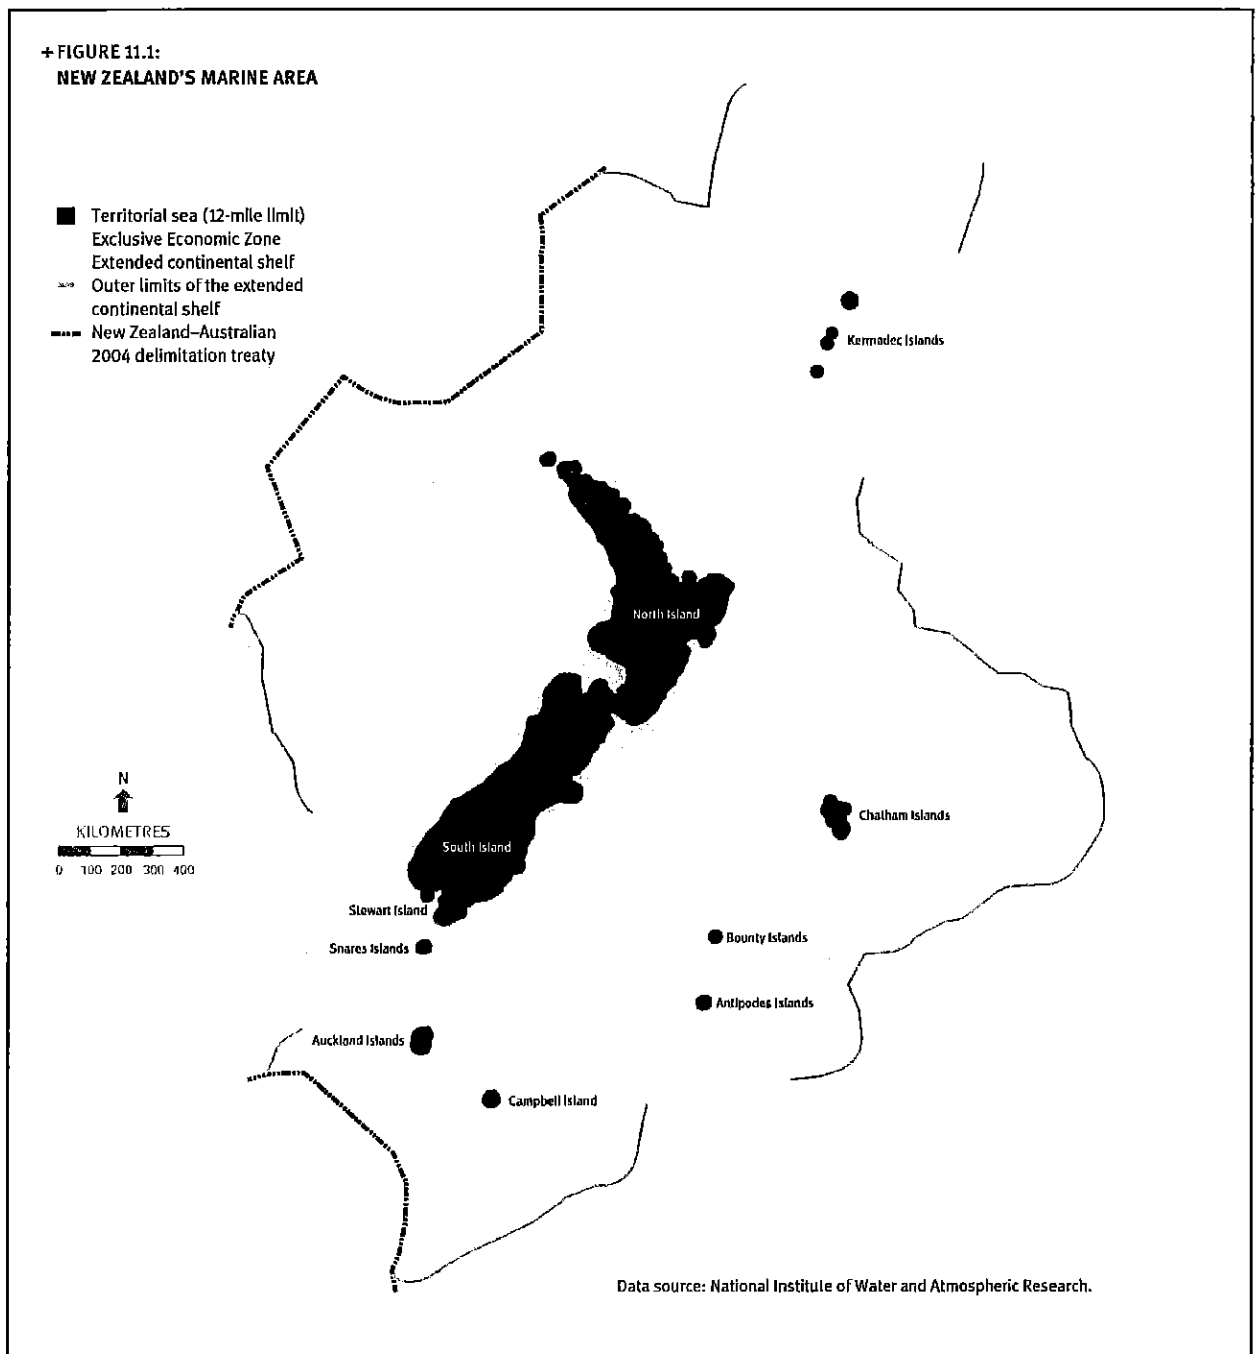 + FIGURE 11.1:
NEW ZEALAND'S MARINE AREA
Territorial sea (12-mile limit)
Exclusive Economic Zone
Extended continental shelf
Outer limits of the extended
continental shelf
New Zealand–Australian
2004 delimitation treaty
Kermadec Islands
North Island
N
KILOMETRES
0 100 200 300 400
Chatham Islands
South Island
Stewart Island
Snares Islands
Bounty Islands
Antipodes Islands
Auckland Islands
Campbell Island
Data source: National Institute of Water and Atmospheric Research.